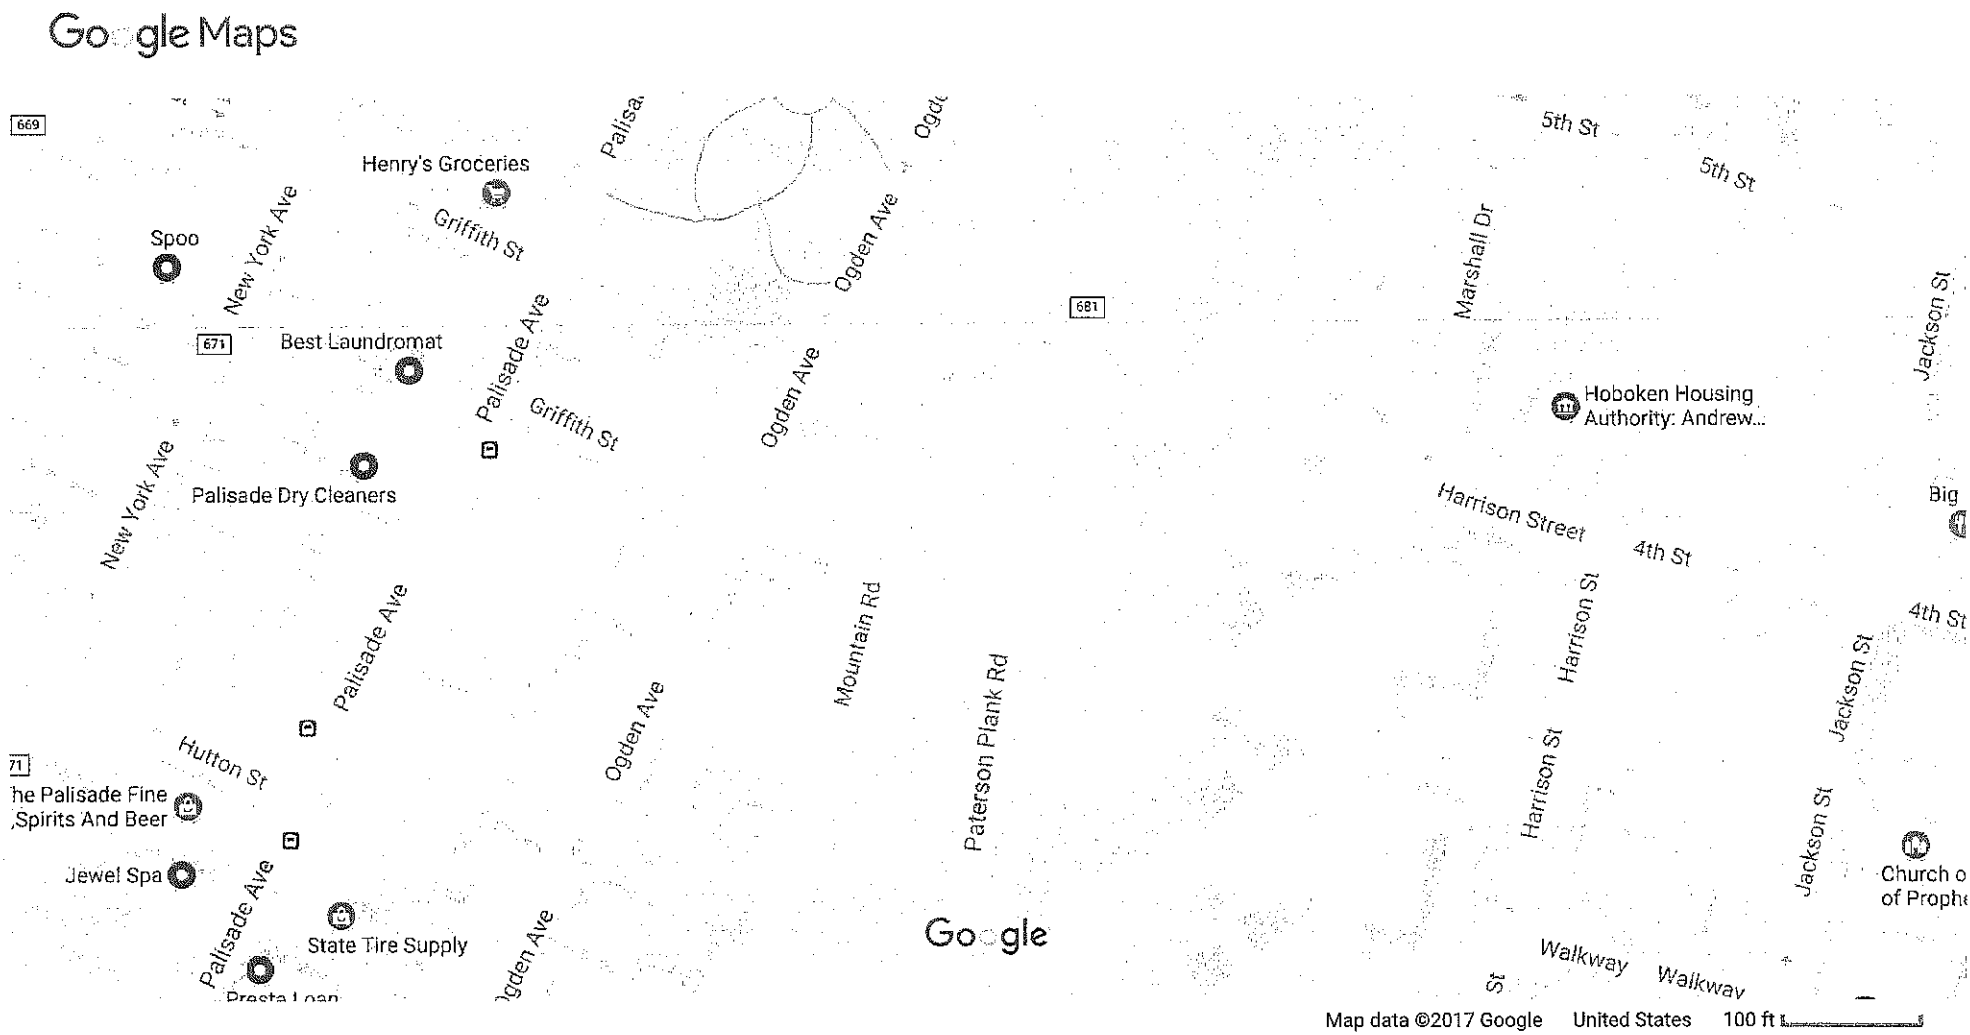 Google Maps
Palisa
Ogde
5th St
669
Henry's Groceries
5th St
New York Ave
Griffith St
Ogden Ave
Marshall Dr
Spoo
Palisade Ave
681
Jackson St
671
Best Laundromat
Ogden Ave
Griffith St
Hoboken Housing
Authority: Andrew...
New York Ave
Palisade Dry Cleaners
Harrison Street
Big
4th St
Palisade Ave
Mountain Rd
Harrison St
4th St
Ogden Ave
Paterson Plank Rd
Jackson St
Hutton St
Harrison St
71
he Palisade Fine
,Spirits And Beer
Jackson St
Jewel Spa
Palisade Ave
Church o
of Prophe
State Tire Supply
Ogden Ave
Google
Walkway
Walkway
St
Presta Loan
Map data ©2017 Google United States 100 ft